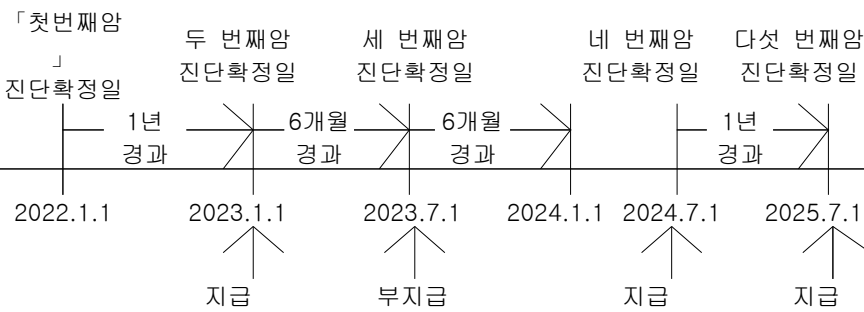 「첫번째암
」
진단확정일
두 번째암
진단확정일
세 번째암
진단확정일
네 번째암
진단확정일
다섯 번째암
진단확정일
1년
경과
6개월
경과
6개월
경과
1년
경과
2022.1.1
2023.1.1
2023.7.1
2024.1.1
2024.7.1
2025.7.1
지급
부지급
지급
지급